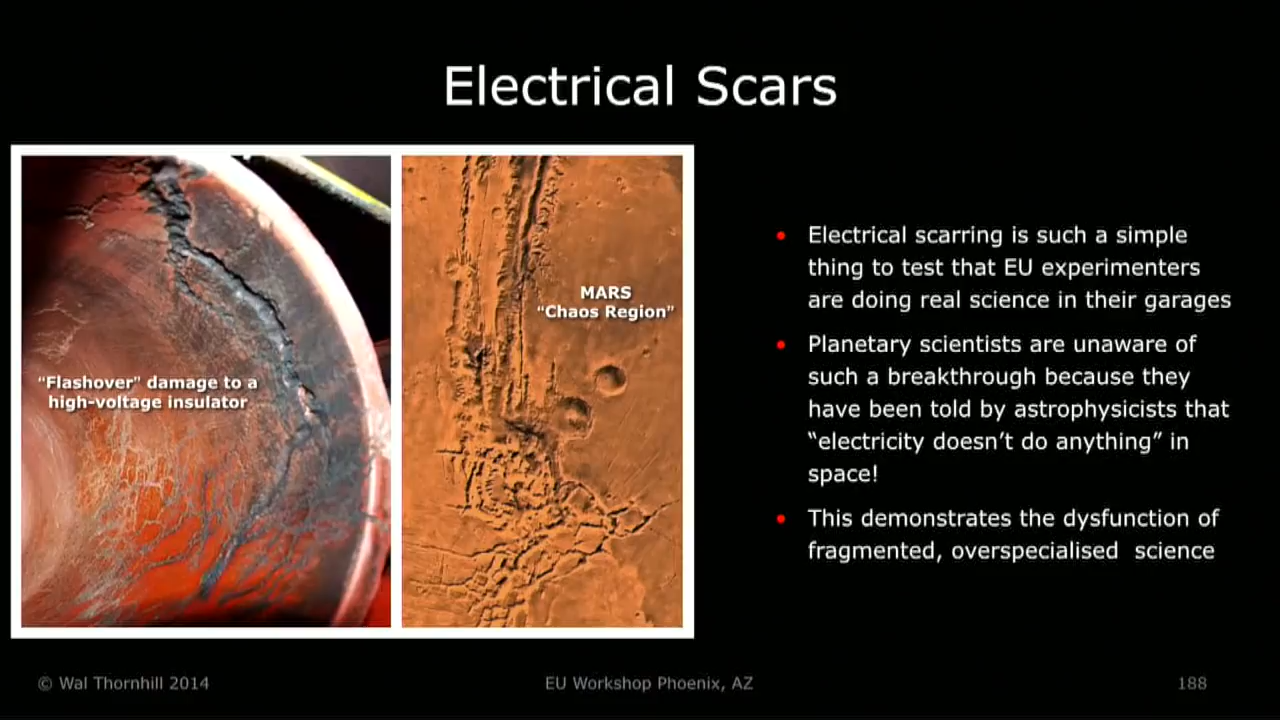 Electrical Scars
"Flashover" damage to a
high-voltage insulator
MARS
"Chaos Region"
• Electrical scarring is such a simple
thing to test that EU experimenters
are doing real science in their garages
• Planetary scientists are unaware of
such a breakthrough because they
have been told by astrophysicists that
“electricity doesn’t do anything” in
space!
• This demonstrates the dysfunction of
fragmented, overspecialised  science
© Wal Thornhill 2014
EU Workshop Phoenix, AZ
188